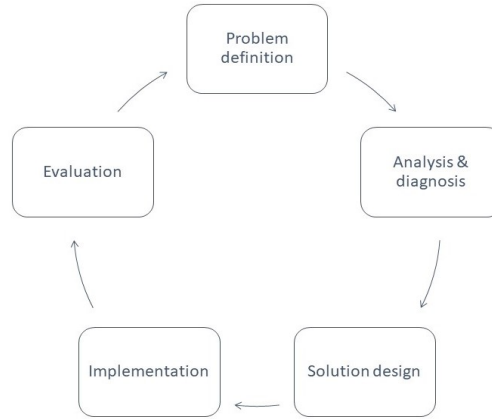 Problem
definition
Analysis &
diagnosis
Solution design
Implementation
Evaluation